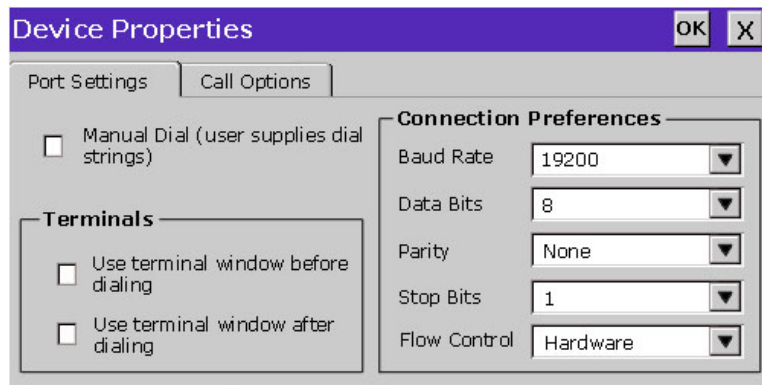 Device Properties
OK
X
Port Settings
Call Options
Manual Dial (user supplies dial
strings)
Terminals
Use terminal window before
dialing
Use terminal window after
dialing
Connection Preferences
Baud Rate
19200
Data Bits
8
Parity
None
Stop Bits
1
Flow Control
Hardware